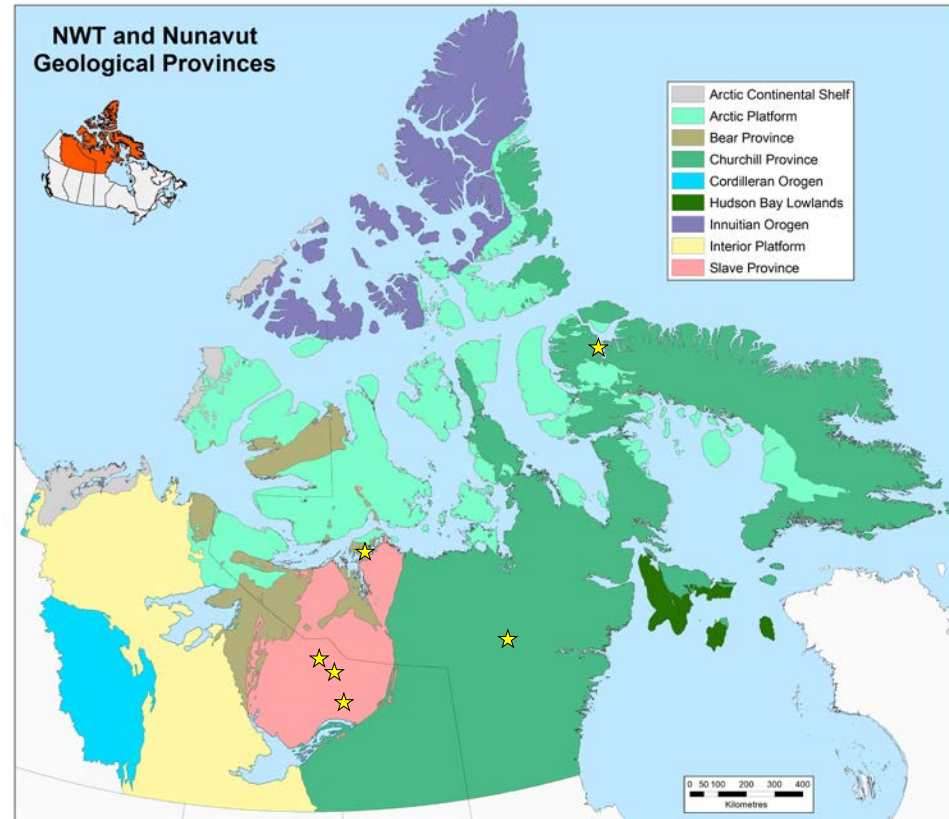 NWT and Nunavut
Geological Provinces
Arctic Continental Shelf
Arctic Platform
Bear Province
Churchill Province
Cordilleran Orogen
Hudson Bay Lowlands
Innuitian Orogen
Interior Platform
Slave Province
0 50 100 200 300 400
Kilometres